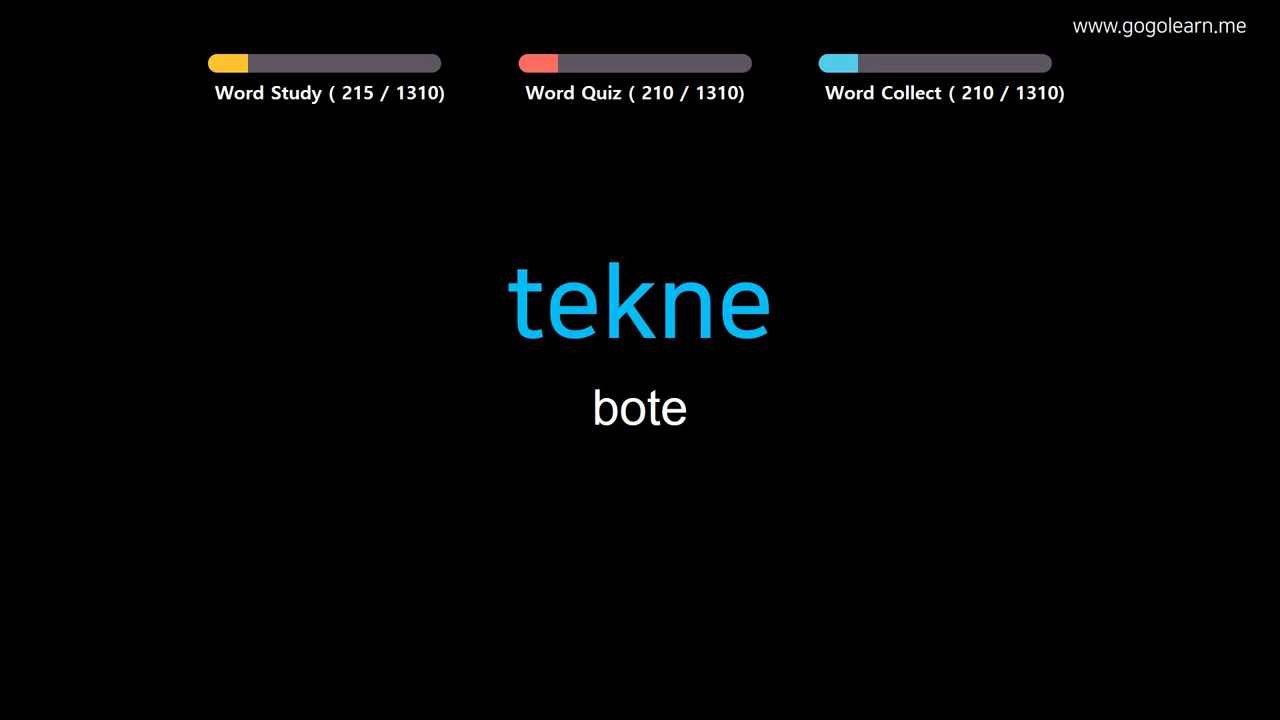 www.gogolearn.me
Word Study ( 215 / 1310)
Word Quiz ( 210 / 1310)
Word Collect ( 210 / 1310)
tekne
bote